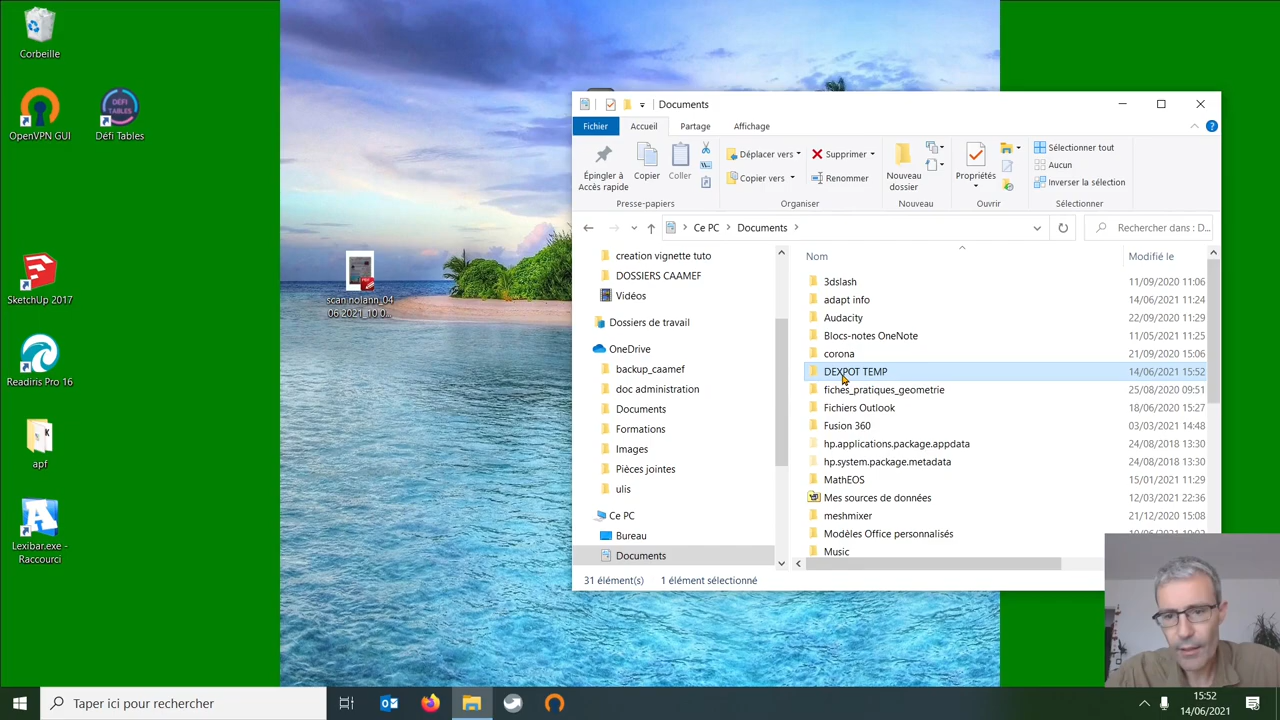 Corbeille
OpenVPN GUI
DÉFI
TABLES
Défi Tables
SketchUp 2017
Readiris Pro 16
apf
Lexibar.exe -
Raccourci
scan nolann_04
06 2021_10 0...
Documents
Fichier
Accueil
Partage
Affichage
Épingler à
Accès rapide
Copier
Coller
Presse-papiers
Déplacer vers
Copier vers
Supprimer
Renommer
Organiser
Nouveau
dossier
Nouveau
Propriétés
Ouvrir
Sélectionner tout
Aucun
Inverser la sélection
Sélectionner
Ce PC
Documents
Rechercher dans : D...
creation vignette tuto
DOSSIERS CAAMEF
Vidéos
Dossiers de travail
OneDrive
backup_caamef
doc administration
Documents
Formations
Images
Pièces jointes
ulis
Ce PC
Bureau
Documents
Nom Modifié le
3dslash 11/09/2020 11:06
adapt info 14/06/2021 11:24
Audacity 22/09/2020 11:29
Blocs-notes OneNote 11/05/2021 11:25
corona 21/09/2020 15:06
DEXPOT TEMP 14/06/2021 15:52
fiches_pratiques_geometrie 25/08/2020 09:51
Fichiers Outlook 18/06/2020 15:27
Fusion 360 03/03/2021 14:48
hp.applications.package.appdata 24/08/2018 13:30
hp.system.package.metadata 24/08/2018 13:30
MathEOS 15/01/2021 11:29
Mes sources de données 12/03/2021 22:36
meshmixer 21/12/2020 15:08
Modèles Office personnalisés
Music
31 élément(s) 1 élément sélectionné
Taper ici pour rechercher
15:52
14/06/2021